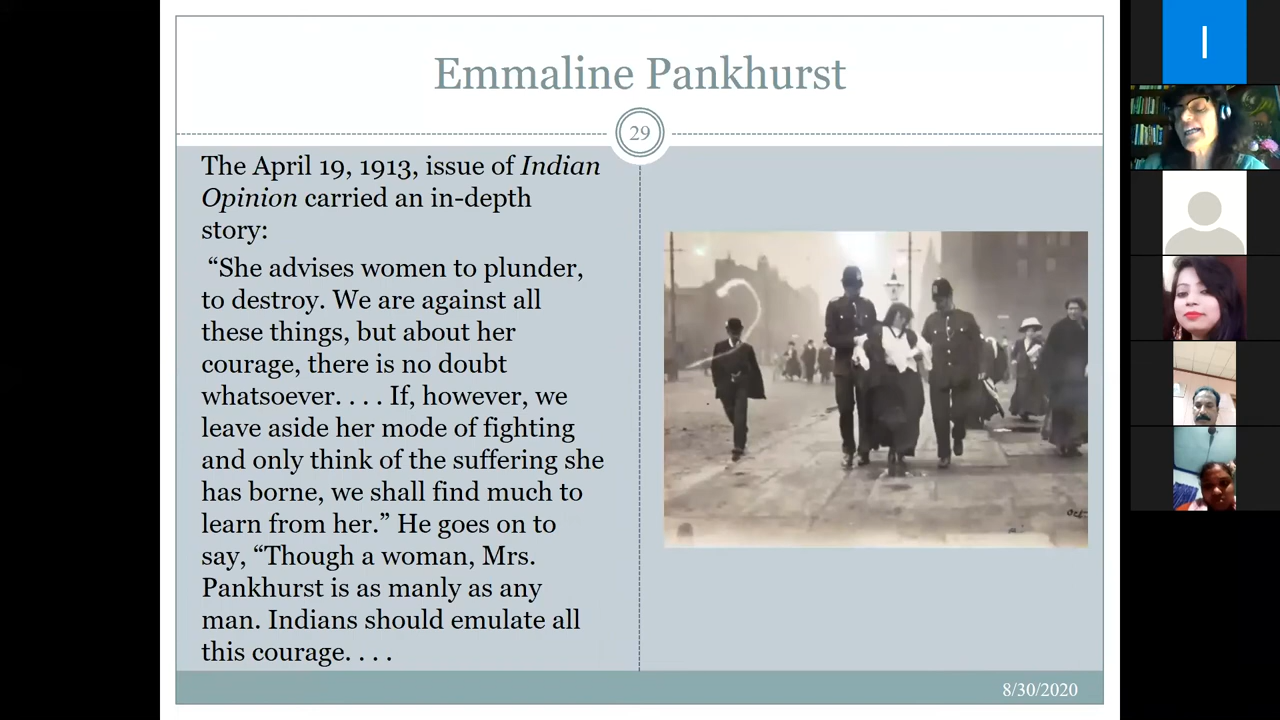 Emmaline Pankhurst
29
The April 19, 1913, issue of Indian
Opinion carried an in-depth
story:
“She advises women to plunder,
to destroy. We are against all
these things, but about her
courage, there is no doubt
whatsoever. . . . If, however, we
leave aside her mode of fighting
and only think of the suffering she
has borne, we shall find much to
learn from her.” He goes on to
say, “Though a woman, Mrs.
Pankhurst is as manly as any
man. Indians should emulate all
this courage. . . .
8/30/2020
I